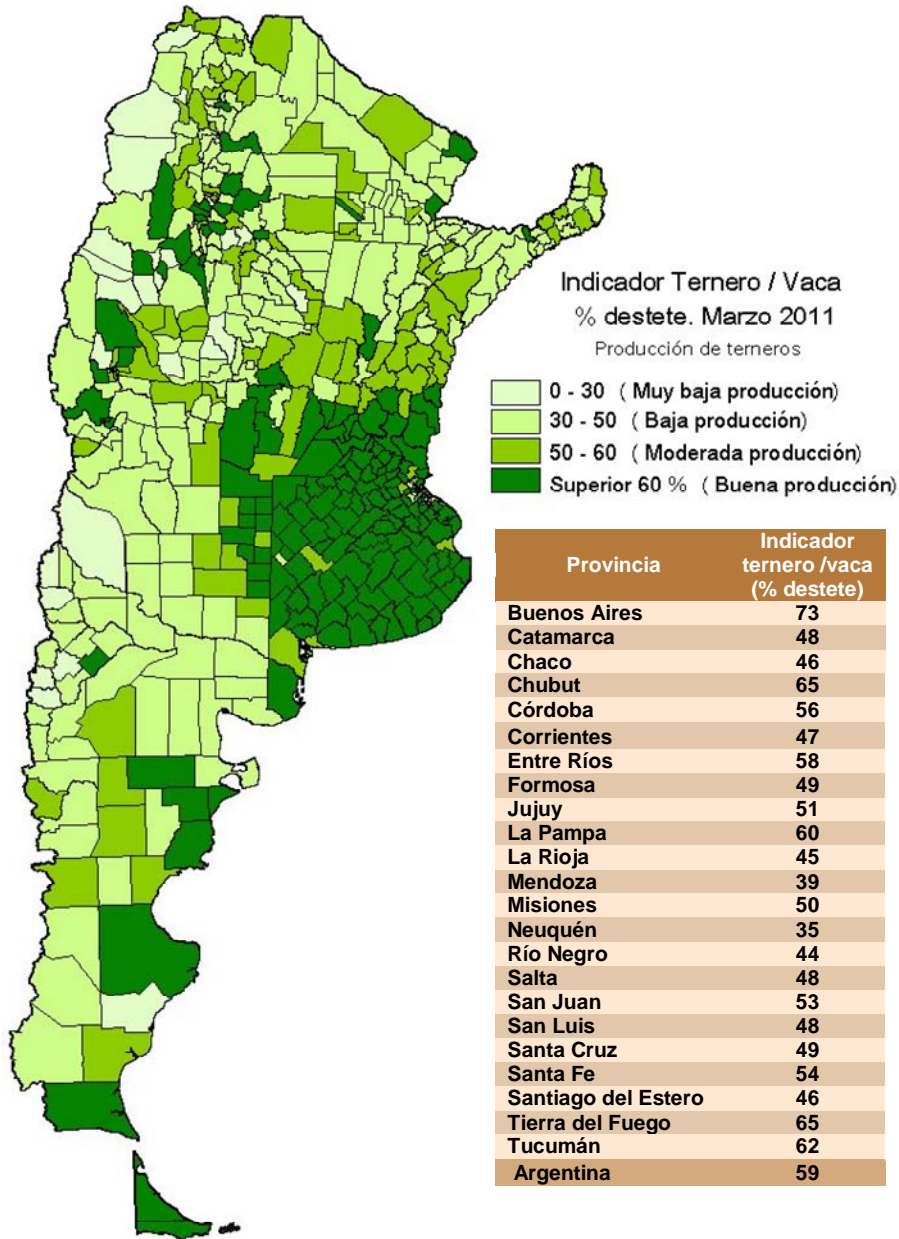 Indicador Ternero / Vaca
% destete. Marzo 2011
Producción de terneros
0 - 30 ( Muy baja producción)
30 - 50 ( Baja producción)
50 - 60 ( Moderada producción)
Superior 60 % ( Buena producción)
Provincia Indicador ternero /vaca (% destete)
Buenos Aires 73
Catamarca 48
Chaco 46
Chubut 65
Córdoba 56
Corrientes 47
Entre Ríos 58
Formosa 49
Jujuy 51
La Pampa 60
La Rioja 45
Mendoza 39
Misiones 50
Neuquén 35
Río Negro 44
Salta 48
San Juan 53
San Luis 48
Santa Cruz 49
Santa Fe 54
Santiago del Estero 46
Tierra del Fuego 65
Tucumán 62
Argentina 59